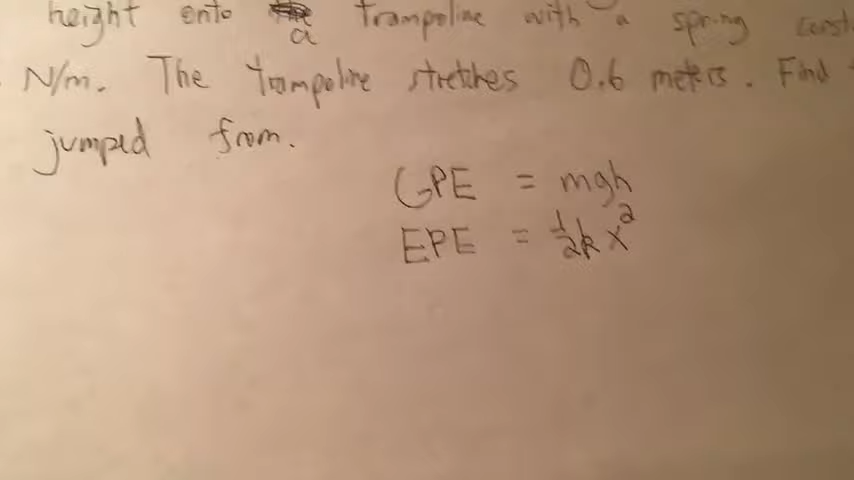 height onto a trampoline with a spring const
N/m. The trampoline stretches 0.6 meters. Find
jumped from.
GPE = mgh
EPE = ½kx²